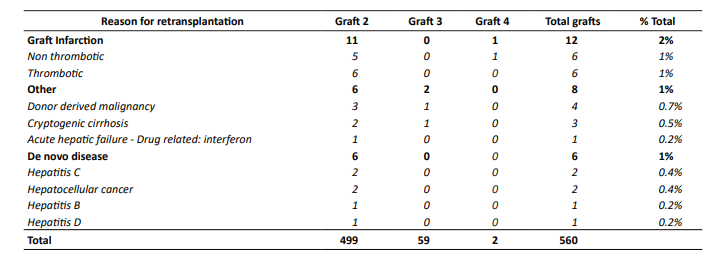 Reason for retransplantation Graft 2 Graft 3 Graft 4 Total grafts % Total
Graft Infarction 11 0 1 12 2%
Non thrombotic 5 0 1 6 1%
Thrombotic 6 0 0 6 1%
Other 6 2 0 8 1%
Donor derived malignancy 3 1 0 4 0.7%
Cryptogenic cirrhosis 2 1 0 3 0.5%
Acute hepatic failure - Drug related: interferon 1 0 0 1 0.2%
De novo disease 6 0 0 6 1%
Hepatitis C 2 0 0 2 0.4%
Hepatocellular cancer 2 0 0 2 0.4%
Hepatitis B 1 0 0 1 0.2%
Hepatitis D 1 0 0 1 0.2%
Total 499 59 2 560